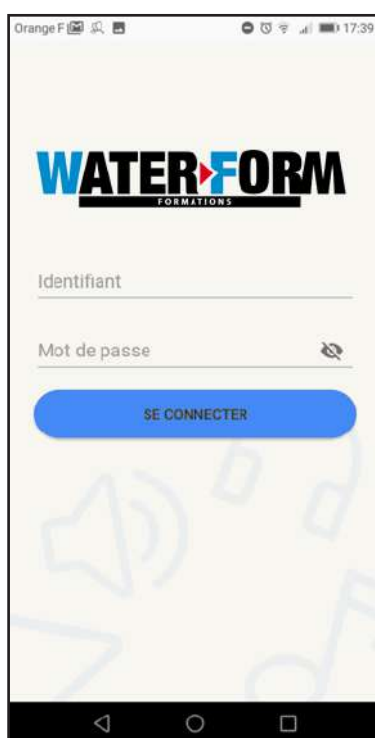 Orange F 17:39
WATER FORM
FORMATIONS
Identifiant
Mot de passe
SE CONNECTER